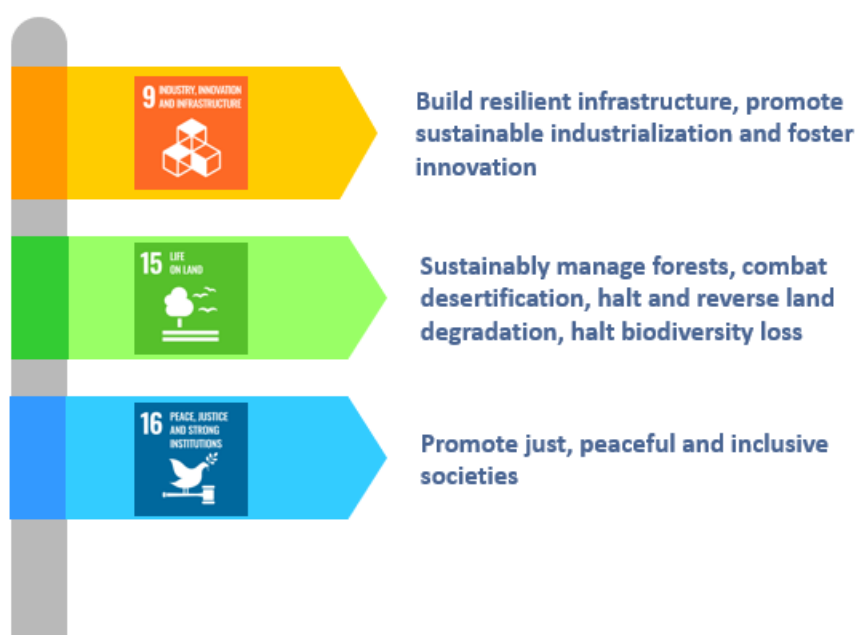 9 INDUSTRY, INNOVATION
AND INFRASTRUCTURE
Build resilient infrastructure, promote
sustainable industrialization and foster
innovation
15 LIFE
ON LAND
Sustainably manage forests, combat
desertification, halt and reverse land
degradation, halt biodiversity loss
16 PEACE, JUSTICE
AND STRONG
INSTITUTIONS
Promote just, peaceful and inclusive
societies